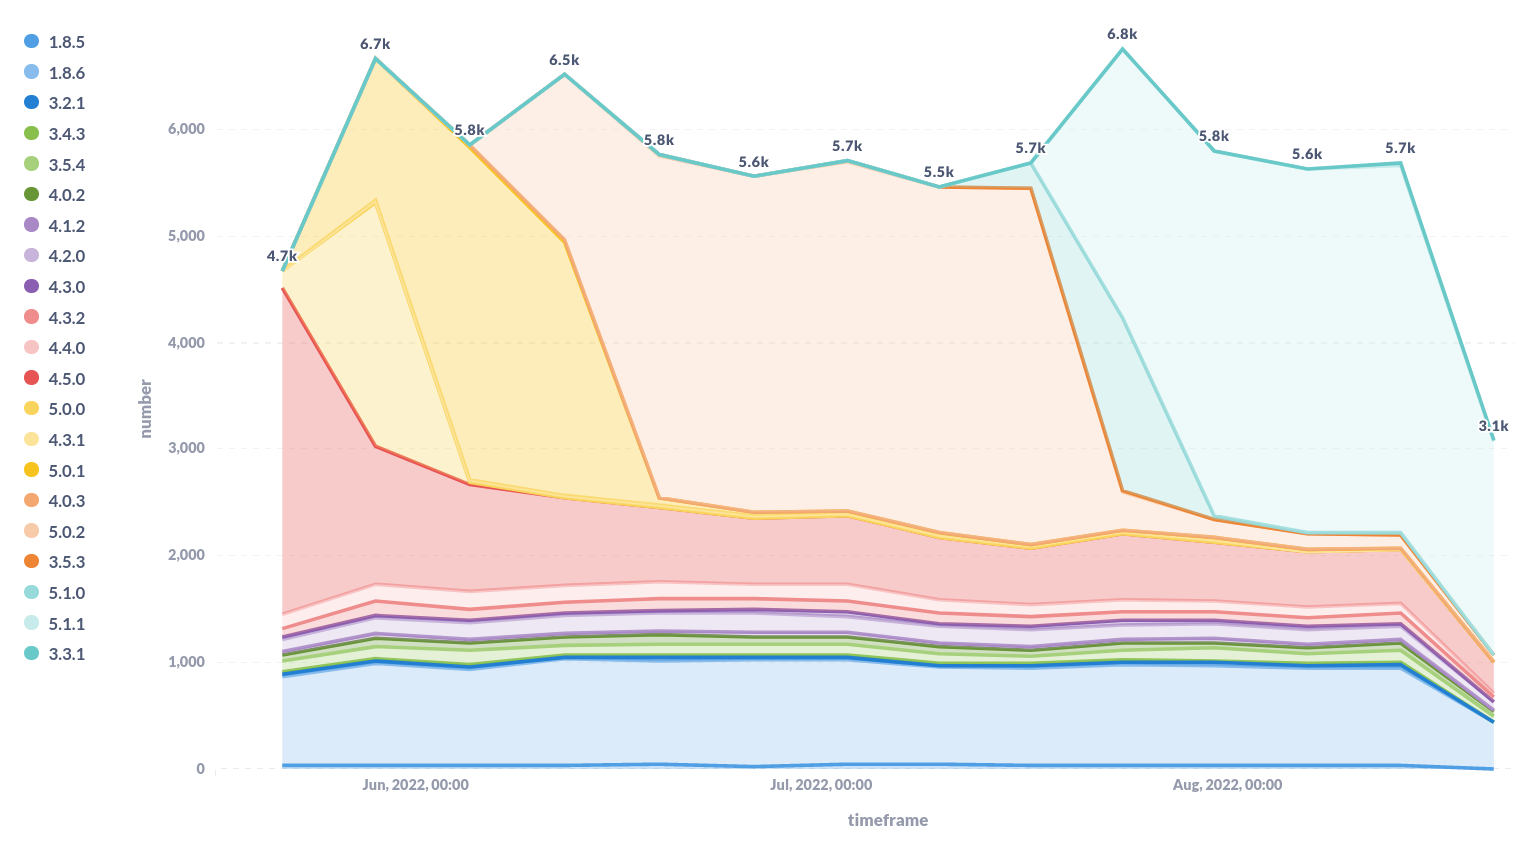 1.8.5
1.8.6
3.2.1
3.4.3
3.5.4
4.0.2
4.1.2
4.2.0
4.3.0
4.3.2
4.4.0
4.5.0
5.0.0
4.3.1
5.0.1
4.0.3
5.0.2
3.5.3
5.1.0
5.1.1
3.3.1
number
6,000
5,000
4,000
3,000
2,000
1,000
0
4.7k
6.7k
5.8k
6.5k
5.8k
5.6k
5.7k
5.5k
5.7k
6.8k
5.8k
5.6k
5.7k
3.1k
Jun, 2022, 00:00
Jul, 2022, 00:00
Aug, 2022, 00:00
timeframe